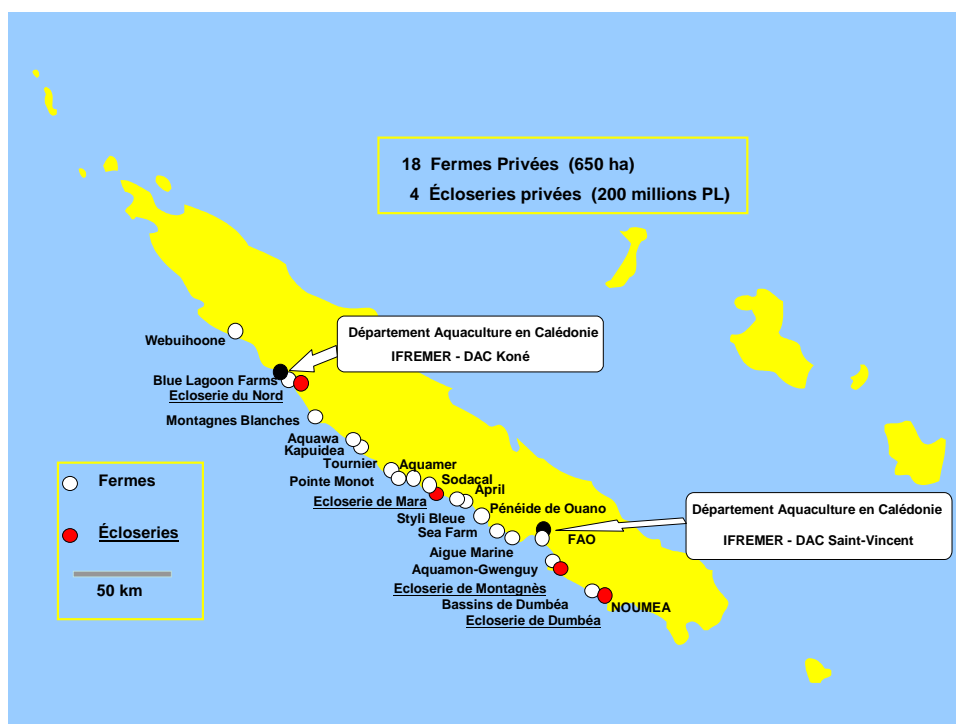 18 Fermes Privées (650 ha)
4 Écloseries privées (200 millions PL)
Département Aquaculture en Calédonie
IFREMER - DAC Koné
Webuihoone
Blue Lagoon Farms
Ecloserie du Nord
Montagnes Blanches
Aquawa
Kapuidea
Tournier
Aquamer
Pointe Monot
Sodacal
Ecloserie de Mara
April
Pénéide de Ouano
Styli Bleue
Sea Farm
FAO
Aigue Marine
Aquamon-Gwenguy
Ecloserie de Montagnès
Bassins de Dumbéa
NOUMEA
Ecloserie de Dumbéa
Département Aquaculture en Calédonie
IFREMER - DAC Saint-Vincent
Fermes
Écloseries
50 km